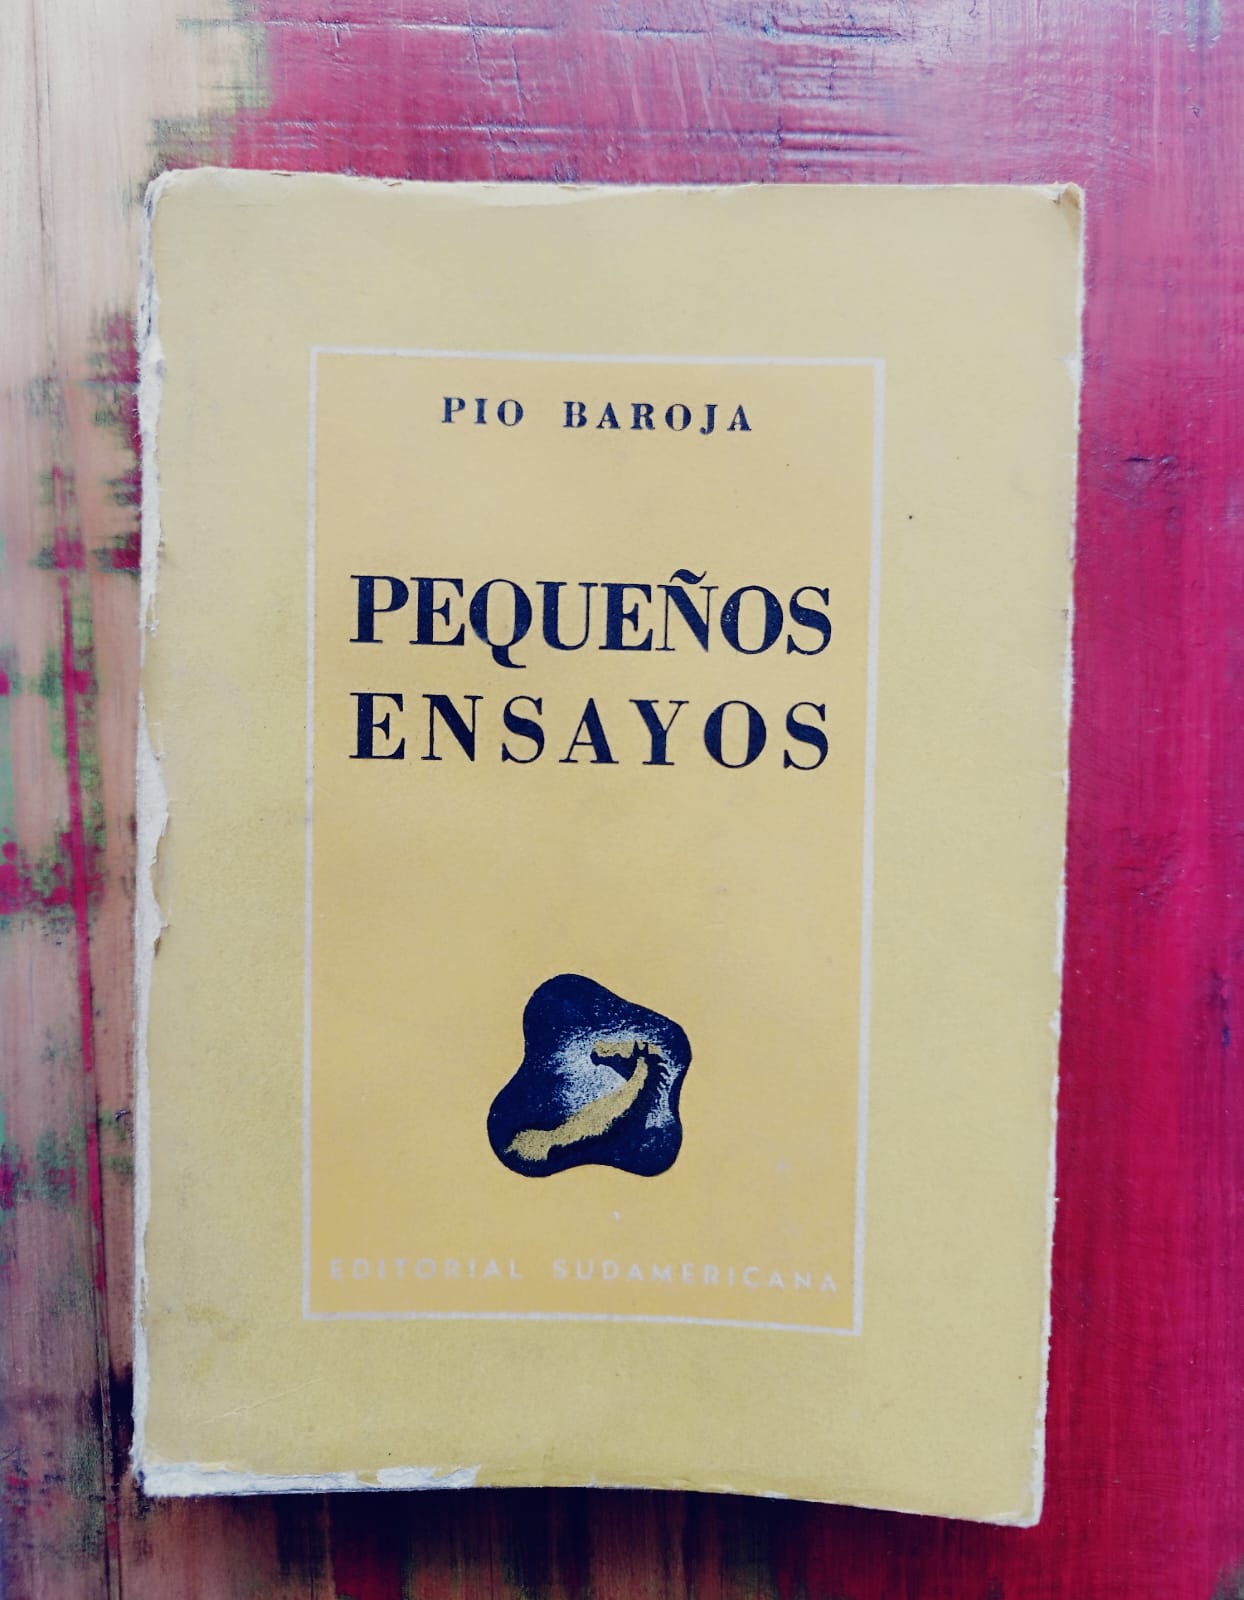 PIO BAROJA
PEQUEÑOS
ENSAYOS
EDITORIAL SUDAMERICANA